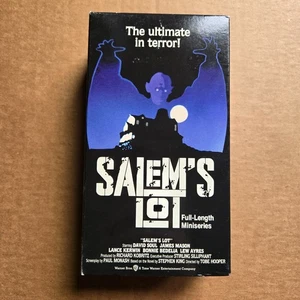 The ultimate
in terror!
SALEM'S
LOT
Full-Length
Miniseries
"SALEM'S LOT"
Starring DAVID SOUL JAMES MASON
LANCE KERWIN BONNIE BEDELIA LEW AYRES
Produced by RICHARD KOBRITZ Executive Producer STIRLING SILLIPHANT
Screenplay by PAUL MONASH Based on the Novel by STEPHEN KING Directed by TOBE HOOPER
Warner Bros. A Time Warner Entertainment Company